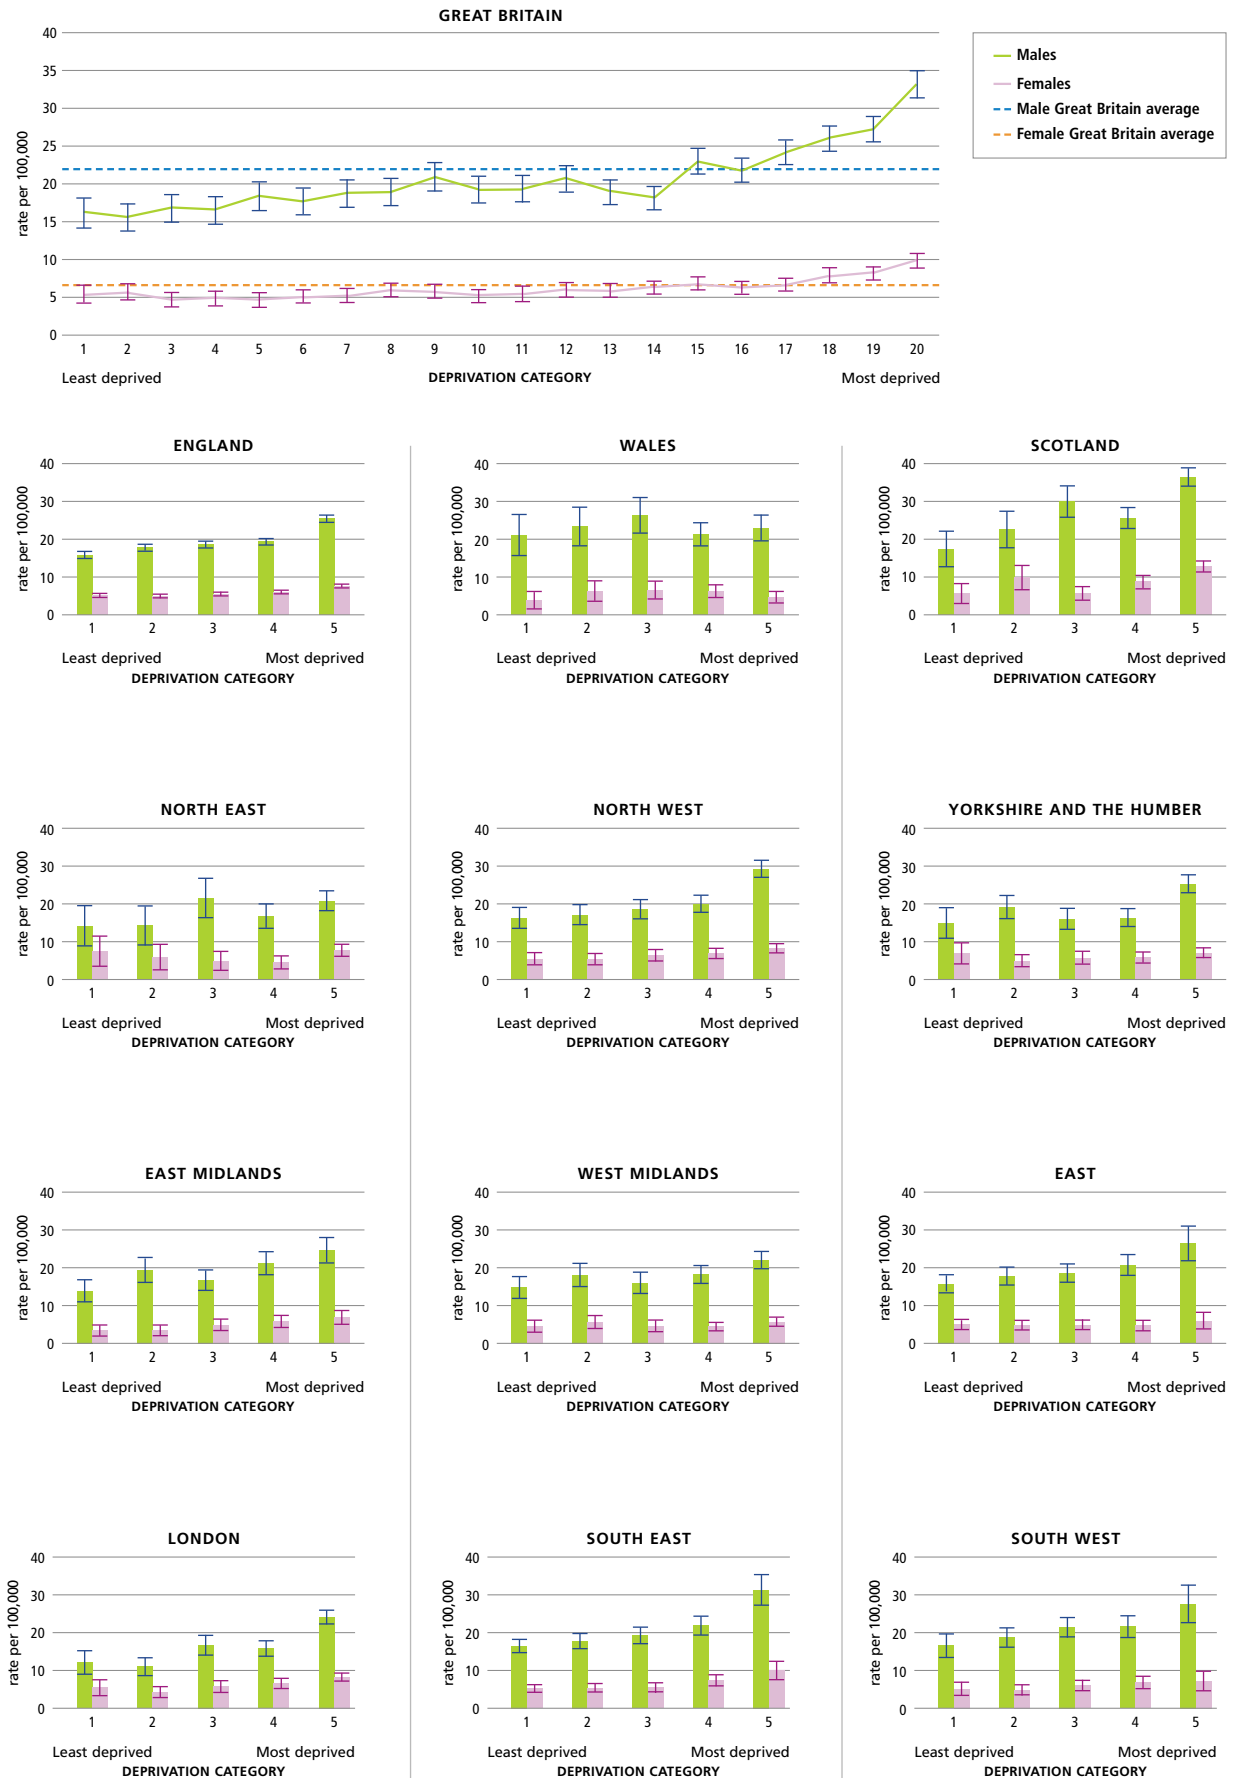 GREAT BRITAIN
40
35
30
25
20
15
10
5
0
rate per 100,000
1 2 3 4 5 6 7 8 9 10 11 12 13 14 15 16 17 18 19 20
Least deprived DEPRIVATION CATEGORY Most deprived
Males
Females
Male Great Britain average
Female Great Britain average
ENGLAND
40
30
20
10
0
rate per 100,000
1 2 3 4 5
Least deprived Most deprived
DEPRIVATION CATEGORY
WALES
40
30
20
10
0
rate per 100,000
1 2 3 4 5
Least deprived Most deprived
DEPRIVATION CATEGORY
SCOTLAND
40
30
20
10
0
rate per 100,000
1 2 3 4 5
Least deprived Most deprived
DEPRIVATION CATEGORY
NORTH EAST
40
30
20
10
0
rate per 100,000
1 2 3 4 5
Least deprived Most deprived
DEPRIVATION CATEGORY
NORTH WEST
40
30
20
10
0
rate per 100,000
1 2 3 4 5
Least deprived Most deprived
DEPRIVATION CATEGORY
YORKSHIRE AND THE HUMBER
40
30
20
10
0
rate per 100,000
1 2 3 4 5
Least deprived Most deprived
DEPRIVATION CATEGORY
EAST MIDLANDS
40
30
20
10
0
rate per 100,000
1 2 3 4 5
Least deprived Most deprived
DEPRIVATION CATEGORY
WEST MIDLANDS
40
30
20
10
0
rate per 100,000
1 2 3 4 5
Least deprived Most deprived
DEPRIVATION CATEGORY
EAST
40
30
20
10
0
rate per 100,000
1 2 3 4 5
Least deprived Most deprived
DEPRIVATION CATEGORY
LONDON
40
30
20
10
0
rate per 100,000
1 2 3 4 5
Least deprived Most deprived
DEPRIVATION CATEGORY
SOUTH EAST
40
30
20
10
0
rate per 100,000
1 2 3 4 5
Least deprived Most deprived
DEPRIVATION CATEGORY
SOUTH WEST
40
30
20
10
0
rate per 100,000
1 2 3 4 5
Least deprived Most deprived
DEPRIVATION CATEGORY